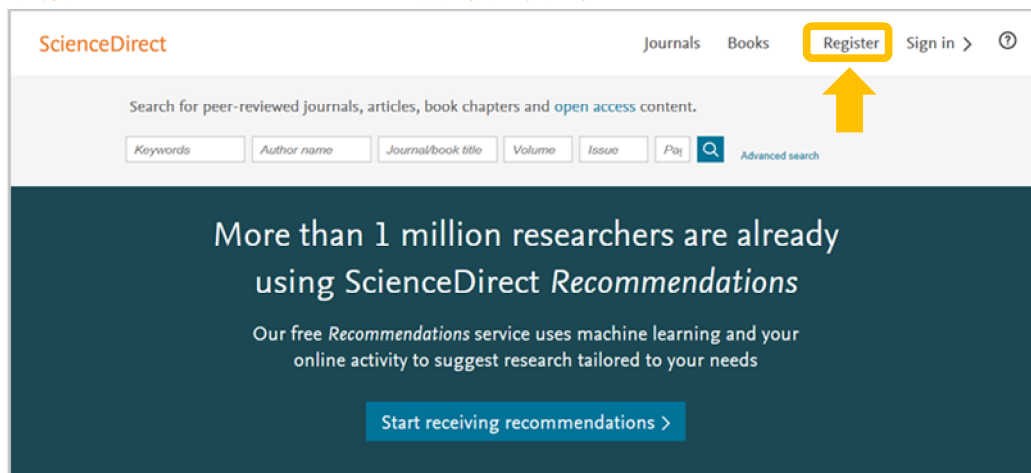 ScienceDirect
Journals Books Register Sign in >
Search for peer-reviewed journals, articles, book chapters and open access content.
Keywords Author name Journal/book title Volume Issue Pag Advanced search
More than 1 million researchers are already
using ScienceDirect Recommendations
Our free Recommendations service uses machine learning and your
online activity to suggest research tailored to your needs
Start receiving recommendations >